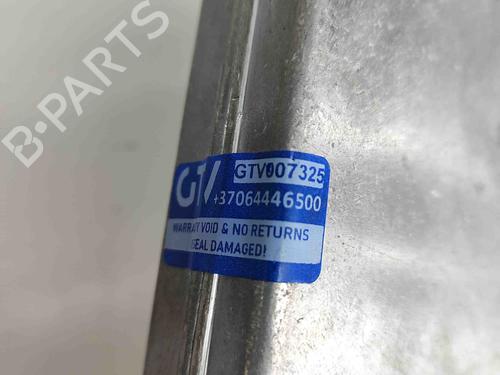 B-PARTS
GTV
GTV007325
+37064446500
WARRANTY VOID & NO RETURNS
SEAL DAMAGED!